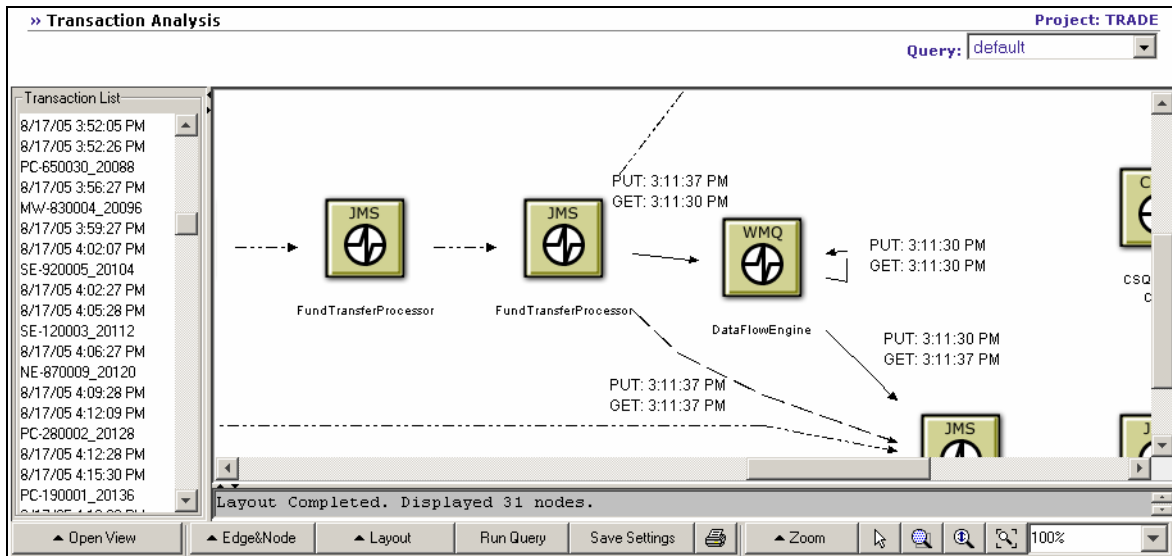 » Transaction Analysis
Project: TRADE
Query: default
Transaction List
8/17/05 3:52:05 PM
8/17/05 3:52:26 PM
PC-650030_20088
8/17/05 3:56:27 PM
MW-830004_20096
8/17/05 3:59:27 PM
8/17/05 4:02:07 PM
SE-920005_20104
8/17/05 4:02:27 PM
8/17/05 4:05:28 PM
SE-120003_20112
8/17/05 4:06:27 PM
NE-870009_20120
8/17/05 4:09:28 PM
8/17/05 4:12:09 PM
PC-280002_20128
8/17/05 4:12:28 PM
8/17/05 4:15:30 PM
PC-190001_20136
JMS
FundTransferProcessor
JMS
FundTransferProcessor
PUT: 3:11:37 PM
GET: 3:11:30 PM
WMQ
DataFlowEngine
PUT: 3:11:30 PM
GET: 3:11:30 PM
C
CSQ
C
PUT: 3:11:30 PM
GET: 3:11:37 PM
PUT: 3:11:37 PM
GET: 3:11:37 PM
JMS
J
Layout Completed. Displayed 31 nodes.
Open View
Edge&Node
Layout
Run Query
Save Settings
Zoom
100%